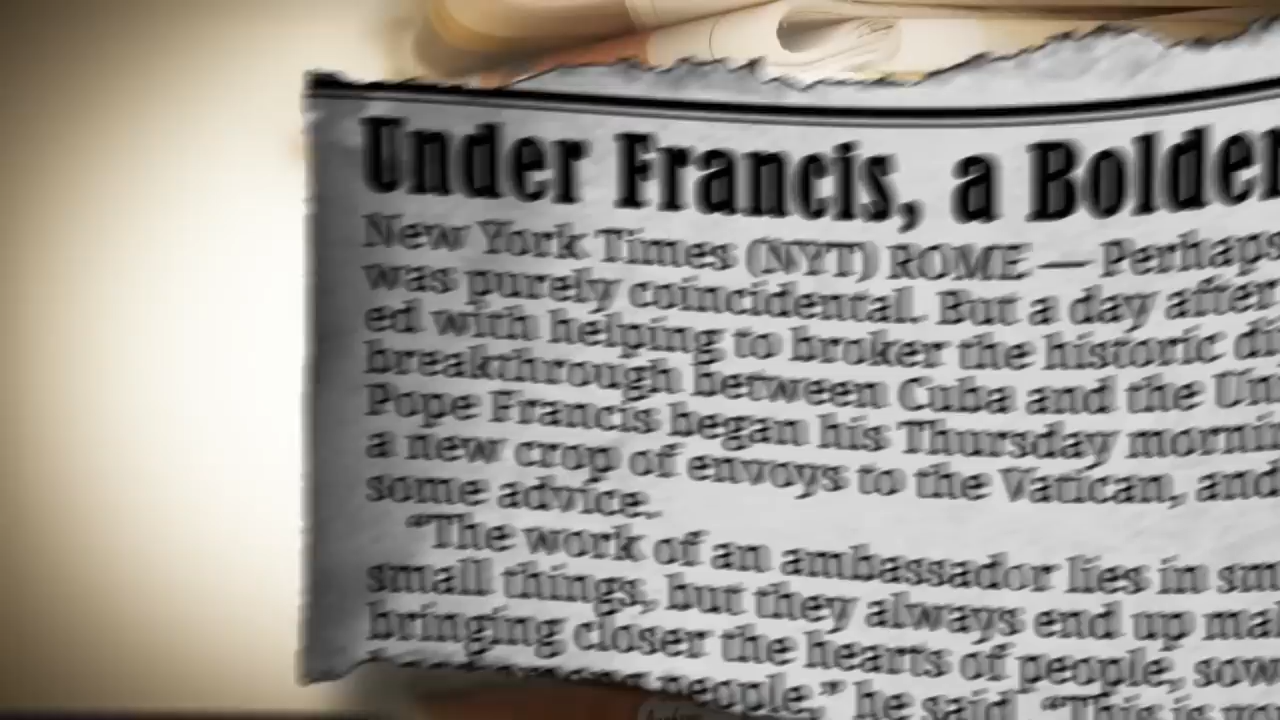 Under Francis, a Bolder
New York Times (NYT) ROME — Perhaps
was purely coincidental. But a day after
ed with helping to broker the historic di
breakthrough between Cuba and the Un
Pope Francis began his Thursday mornin
a new crop of envoys to the Vatican, and
some advice.
“The work of an ambassador lies in sm
small things, but they always end up mak
bringing closer the hearts of people, sow
people,” he said. “This is